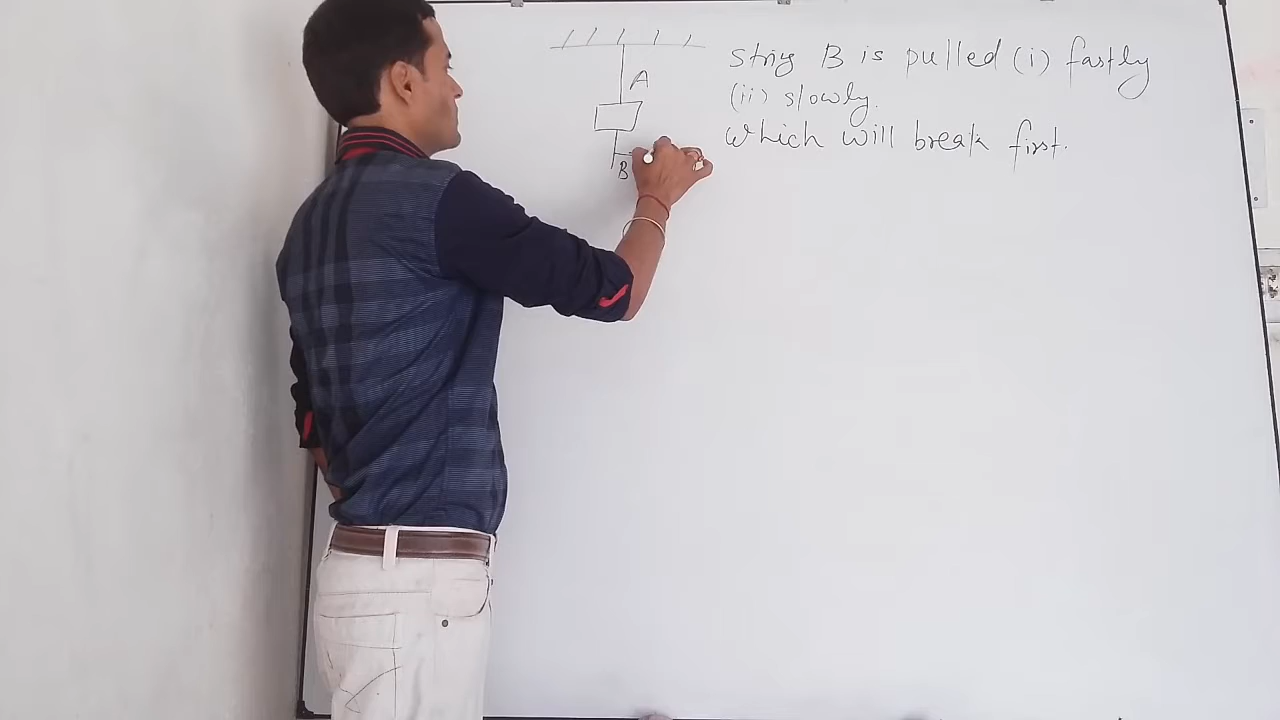 A
B
string B is pulled (i) fastly
(ii) slowly.
which will break first.